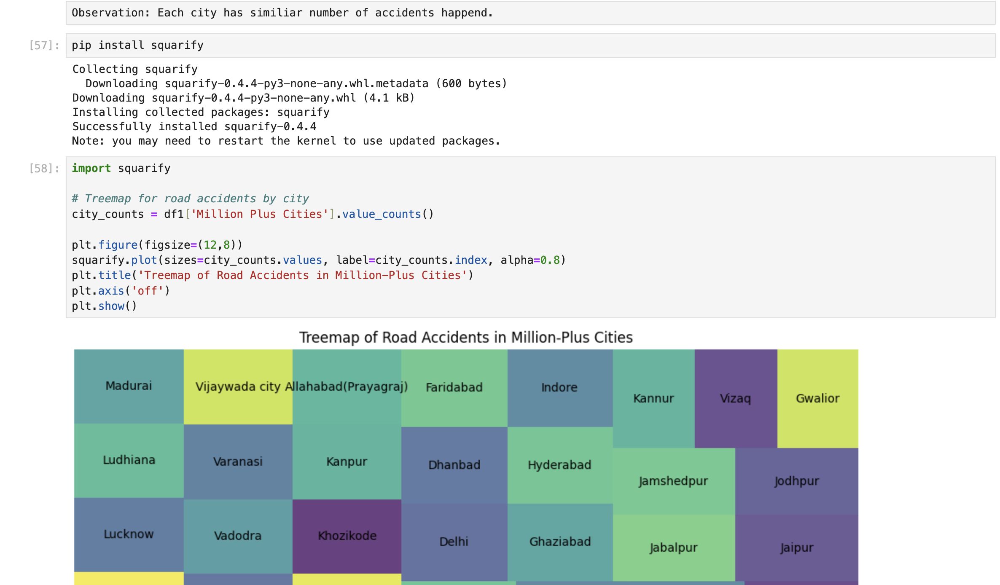 Observation: Each city has similiar number of accidents happend.
[57]: pip install squarify
Collecting squarify
  Downloading squarify-0.4.4-py3-none-any.whl.metadata (600 bytes)
Downloading squarify-0.4.4-py3-none-any.whl (4.1 kB)
Installing collected packages: squarify
Successfully installed squarify-0.4.4
Note: you may need to restart the kernel to use updated packages.
[58]: import squarify
# Treemap for road accidents by city
city_counts = df1['Million Plus Cities'].value_counts()
plt.figure(figsize=(12,8))
squarify.plot(sizes=city_counts.values, label=city_counts.index, alpha=0.8)
plt.title('Treemap of Road Accidents in Million-Plus Cities')
plt.axis('off')
plt.show()
Treemap of Road Accidents in Million-Plus Cities
Madurai
Vijaywada city
Allahabad(Prayagraj)
Faridabad
Indore
Kannur
Vizaq
Gwalior
Ludhiana
Varanasi
Kanpur
Dhanbad
Hyderabad
Jamshedpur
Jodhpur
Lucknow
Vadodra
Khozikode
Delhi
Ghaziabad
Jabalpur
Jaipur